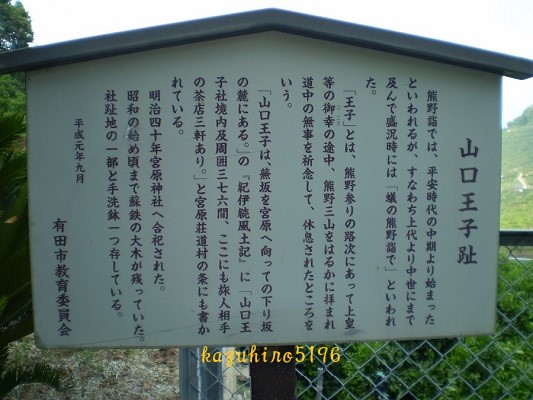 山口王子趾
熊野詣では、平安時代の中期より始まった
といわれるが、すなわち上代より中世にまで
及んで盛況時には「蟻の熊野詣で」といわれ
た。
「王子」とは、熊野参りの路次にあって上皇
等の御幸の途中、熊野三山をはるかに拝まれ
道中の無事を祈念して、休息されたところを
いう。
「山口王子は、蕪坂を宮原へ向っての下り坂
の麓にある。」の『紀伊続風土記』に「山口王
子社境内及周囲三七六間、ここにも旅人相手
の茶店三軒あり。」と宮原荘道村の条にも書か
れている。
明治四十年宮原神社へ合祀された。
昭和の始め頃まで蘇鉄の大木が残っていた。
社趾地の一部と手洗鉢一つ存している。
平成元年九月
有田市教育委員会
kazuhiro5196